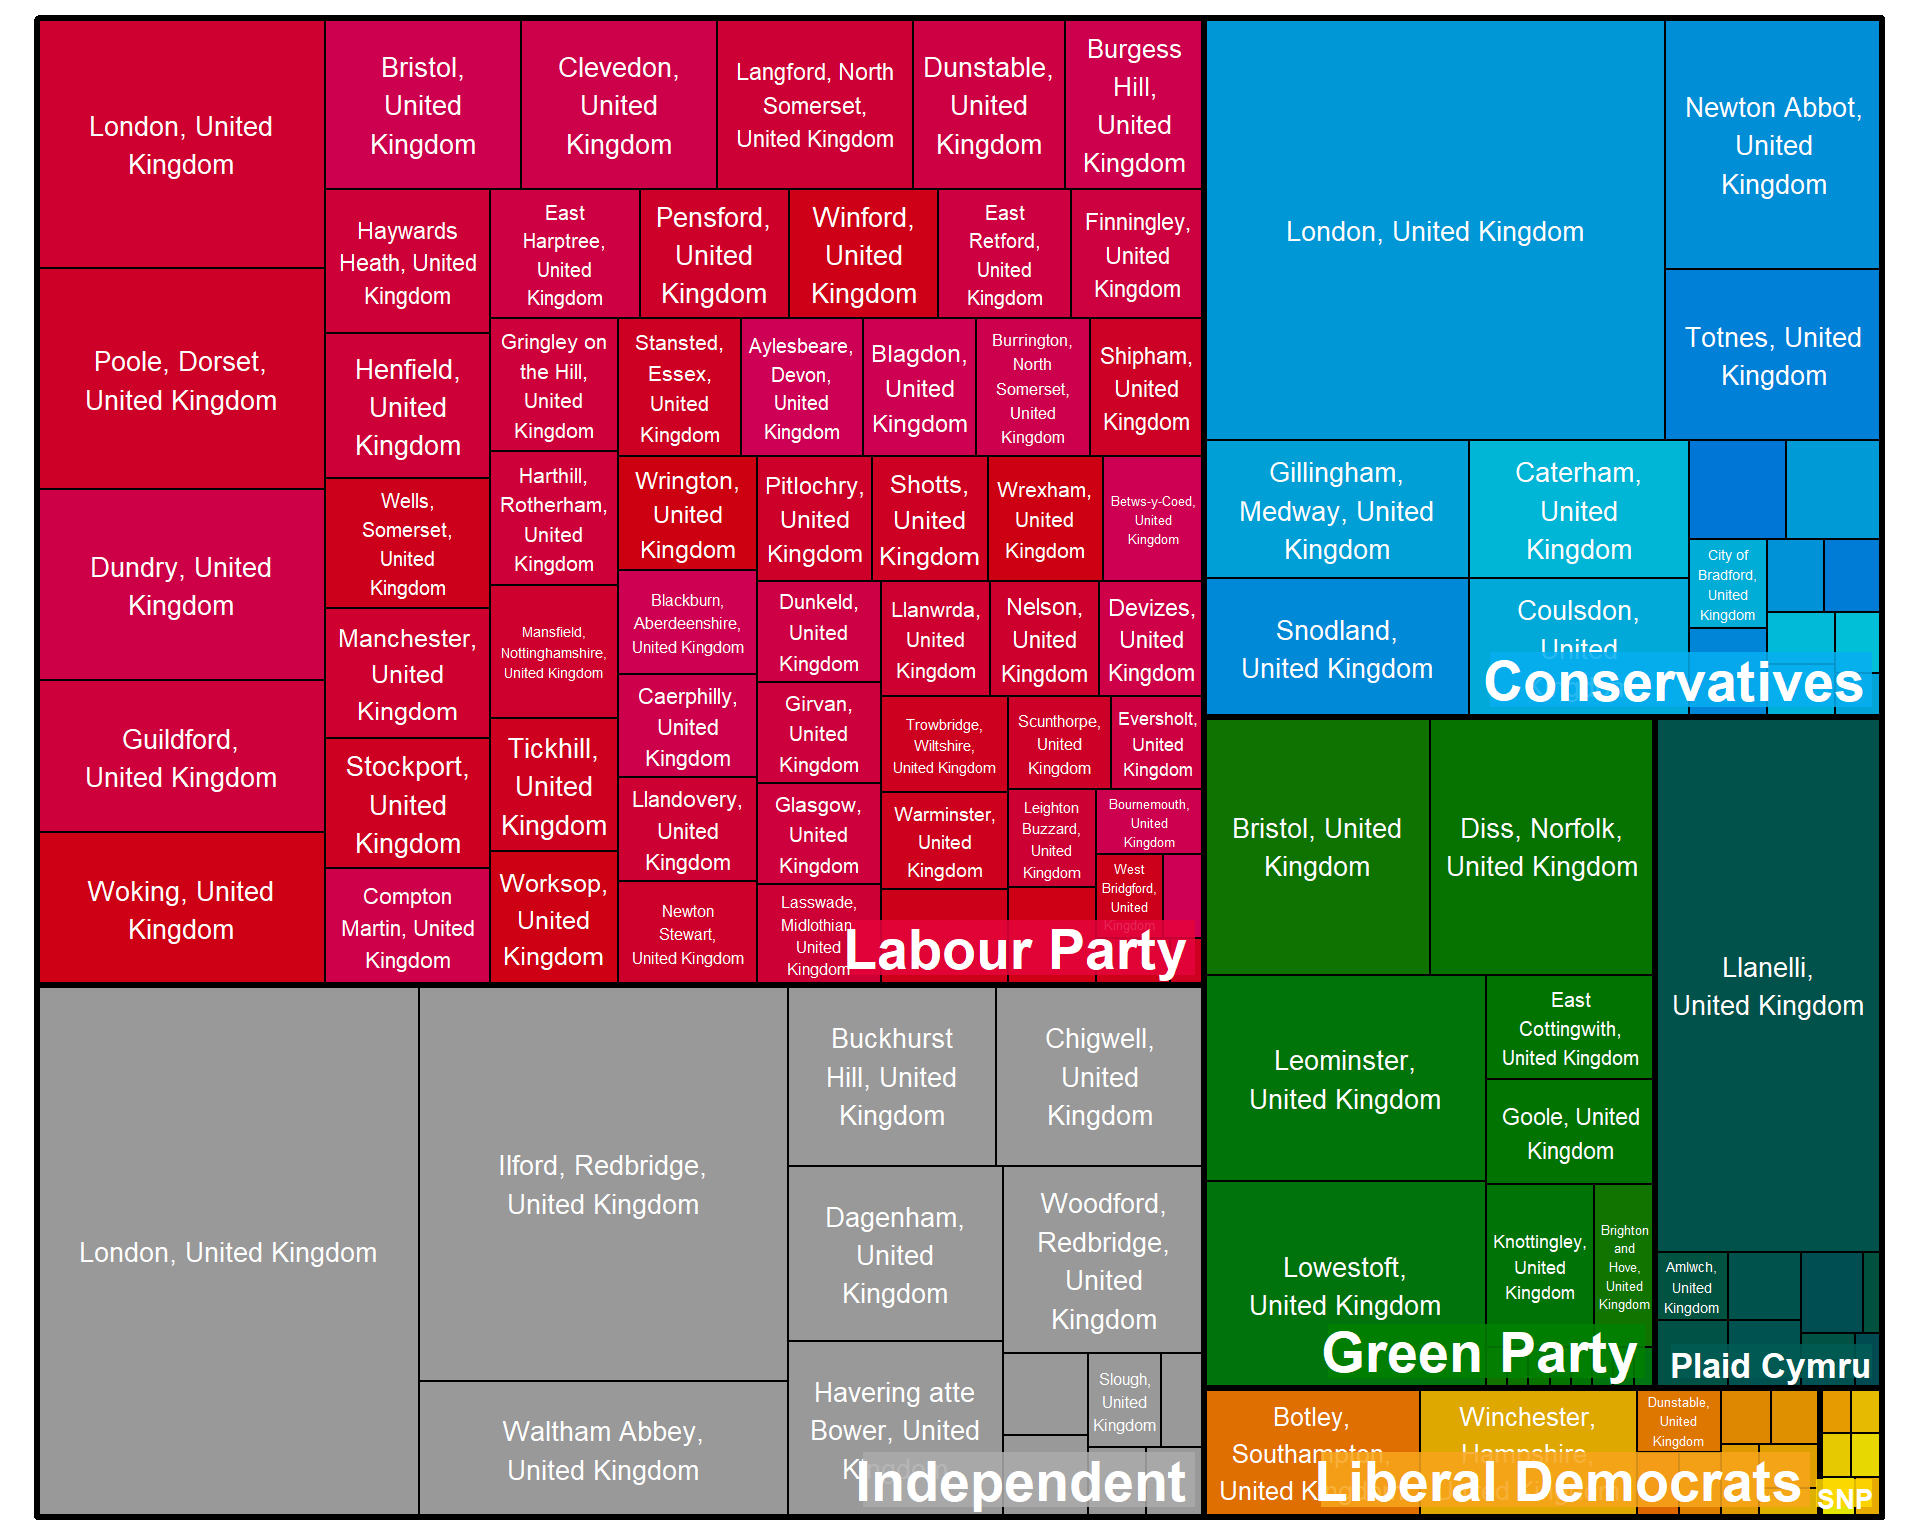 London, United
Kingdom
Poole, Dorset,
United Kingdom
Dundry, United
Kingdom
Guildford,
United Kingdom
Woking, United
Kingdom
Bristol,
United
Kingdom
Clevedon,
United
Kingdom
Langford, North
Somerset,
United Kingdom
Dunstable,
United
Kingdom
Burgess
Hill,
United
Kingdom
Haywards
Heath, United
Kingdom
Henfield,
United
Kingdom
Wells,
Somerset,
United
Kingdom
Manchester,
United
Kingdom
Stockport,
United
Kingdom
Compton
Martin, United
Kingdom
East
Harptree,
United
Kingdom
Pensford,
United
Kingdom
Winford,
United
Kingdom
East
Retford,
United
Kingdom
Finningley,
United
Kingdom
Gringley on
the Hill,
United
Kingdom
Harthill,
Rotherham,
United
Kingdom
Mansfield,
Nottinghamshire,
United Kingdom
Tickhill,
United
Kingdom
Worksop,
United
Kingdom
Stansted,
Essex,
United
Kingdom
Aylesbeare,
Devon,
United
Kingdom
Blagdon,
United
Kingdom
Burrington,
North
Somerset,
United
Kingdom
Shipham,
United
Kingdom
Wrington,
United
Kingdom
Blackburn,
Aberdeenshire,
United Kingdom
Caerphilly,
United
Kingdom
Llandovery,
United
Kingdom
Newton
Stewart,
United Kingdom
Pitlochry,
United
Kingdom
Shotts,
United
Kingdom
Wrexham,
United
Kingdom
Betws-y-Coed,
United
Kingdom
Dunkeld,
United
Kingdom
Girvan,
United
Kingdom
Glasgow,
United
Kingdom
Lasswade,
Midlothian,
United
Kingdom
Llanwrda,
United
Kingdom
Nelson,
United
Kingdom
Devizes,
United
Kingdom
Trowbridge,
Wiltshire,
United Kingdom
Scunthorpe,
United
Kingdom
Eversholt,
United
Kingdom
Warminster,
United
Kingdom
Leighton
Buzzard,
United
Kingdom
Bournemouth,
United
Kingdom
West
Bridgford,
United
Kingdom
Labour Party
London, United Kingdom
Ilford, Redbridge,
United Kingdom
Waltham Abbey,
United Kingdom
Buckhurst
Hill, United
Kingdom
Chigwell,
United
Kingdom
Dagenham,
United
Kingdom
Woodford,
Redbridge,
United
Kingdom
Havering atte
Bower, United
Kingdom
Slough,
United
Kingdom
Independent
London, United Kingdom
Newton Abbot,
United
Kingdom
Totnes, United
Kingdom
Gillingham,
Medway, United
Kingdom
Snodland,
United Kingdom
Caterham,
United
Kingdom
Coulsdon,
United
City of
Bradford,
United
Kingdom
Conservatives
Bristol, United
Kingdom
Diss, Norfolk,
United Kingdom
Leominster,
United Kingdom
Lowestoft,
United Kingdom
East
Cottingwith,
United Kingdom
Goole, United
Kingdom
Knottingley,
United
Kingdom
Brighton
and
Hove,
United
Kingdom
Green Party
Llanelli,
United Kingdom
Amlwch,
United
Kingdom
Plaid Cymru
Botley,
Southampton,
United Kingdom
Winchester,
Hampshire,
United Kingdom
Dunstable,
United
Kingdom
Liberal Democrats
SNP